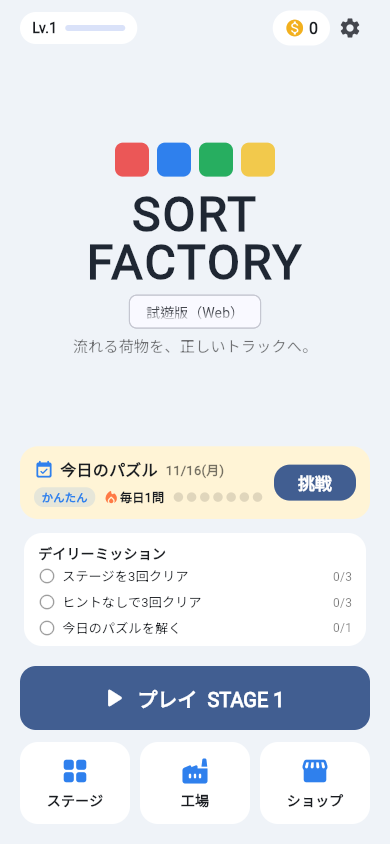 Lv.1
0
SORT
FACTORY
試遊版（Web）
流れる荷物を、正しいトラックへ。
今日のパズル 11/16(月)
かんたん 毎日1問
挑戦
デイリーミッション
ステージを3回クリア 0/3
ヒントなしで3回クリア 0/3
今日のパズルを解く 0/1
プレイ STAGE 1
ステージ
工場
ショップ